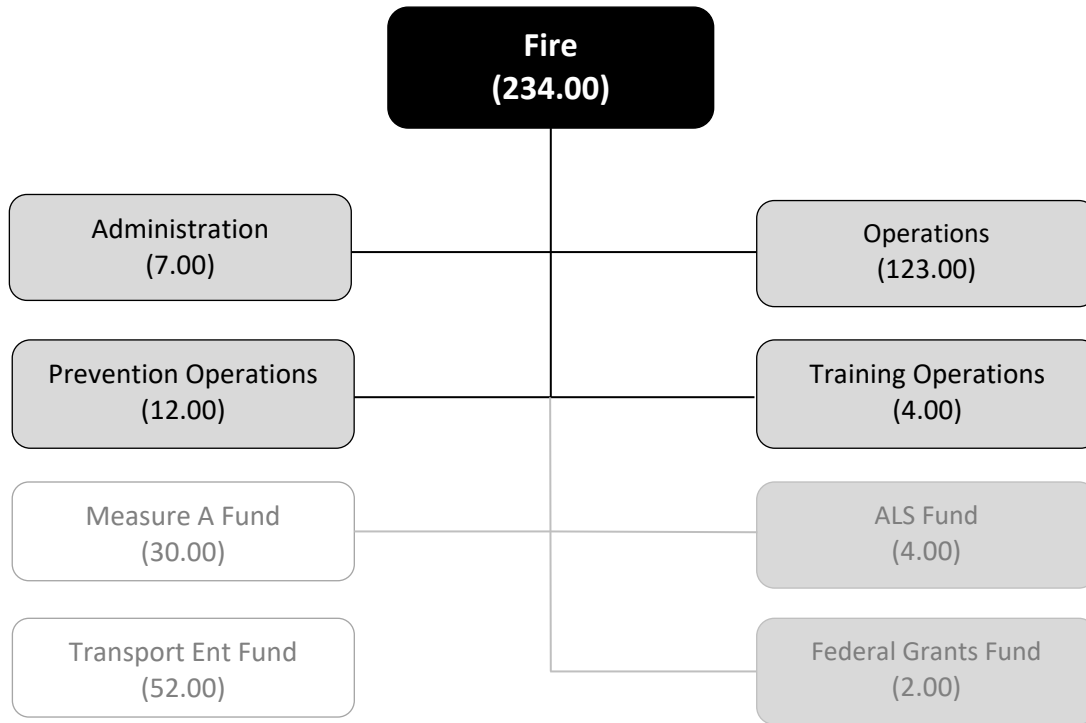 Fire
(234.00)
Administration
(7.00)
Operations
(123.00)
Prevention Operations
(12.00)
Training Operations
(4.00)
Measure A Fund
(30.00)
ALS Fund
(4.00)
Transport Ent Fund
(52.00)
Federal Grants Fund
(2.00)